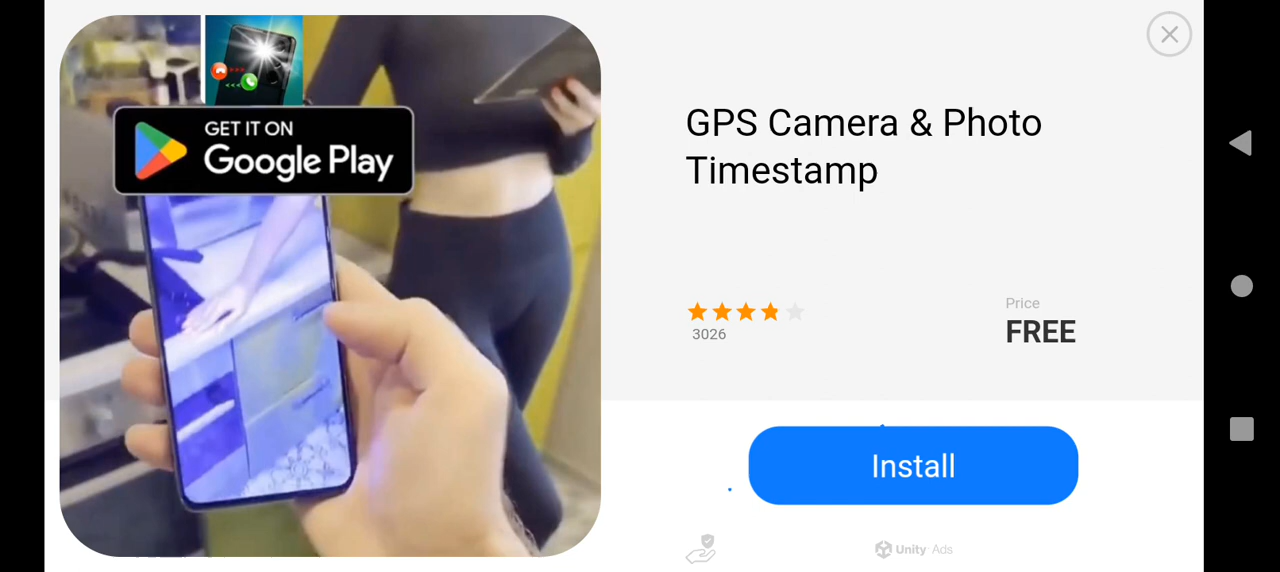 GET IT ON
Google Play
GPS Camera & Photo
Timestamp
3026
Price
FREE
Install
Unity Ads